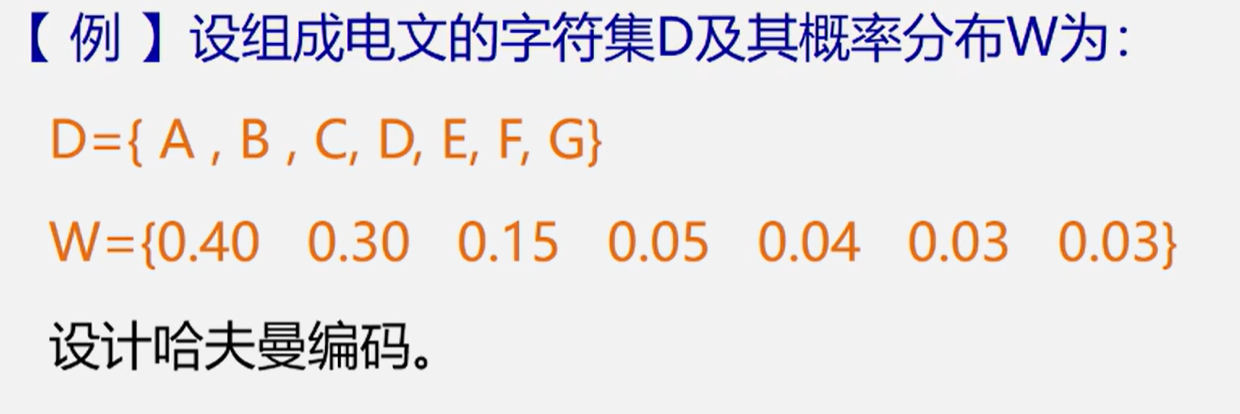 【 例 】设组成电文的字符集D及其概率分布W为：
D={ A , B , C, D, E, F, G}
W={0.40 0.30 0.15 0.05 0.04 0.03 0.03}
设计哈夫曼编码。